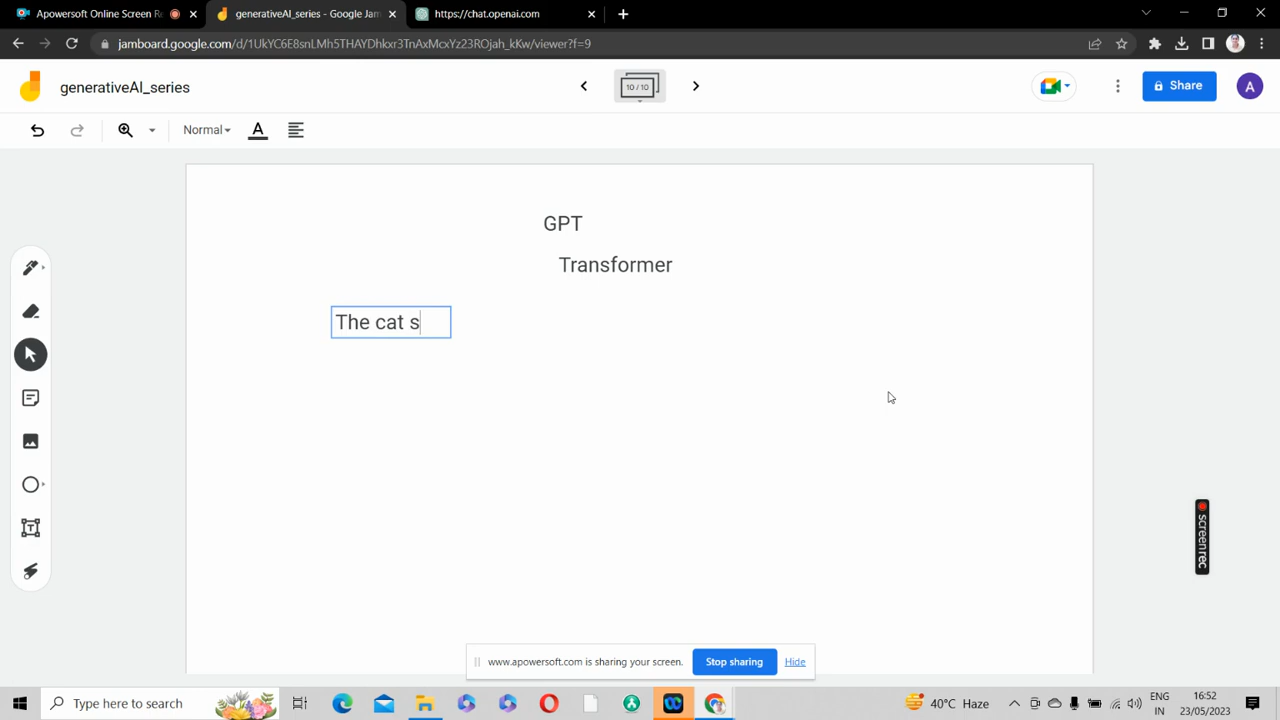 Apowersoft Online Screen Re
generativeAI_series - Google Jam
https://chat.openai.com
jamboard.google.com/d/1UkYC6E8snLMh5THAYDhkxr3TnAxMcxYz23ROjah_kKw/viewer?f=9
generativeAI_series
10 / 10
Share
A
Normal
A
GPT
Transformer
The cat s
T
screenrec
www.apowersoft.com is sharing your screen.
Stop sharing
Hide
Type here to search
40°C Haze
ENG
IN
16:52
23/05/2023